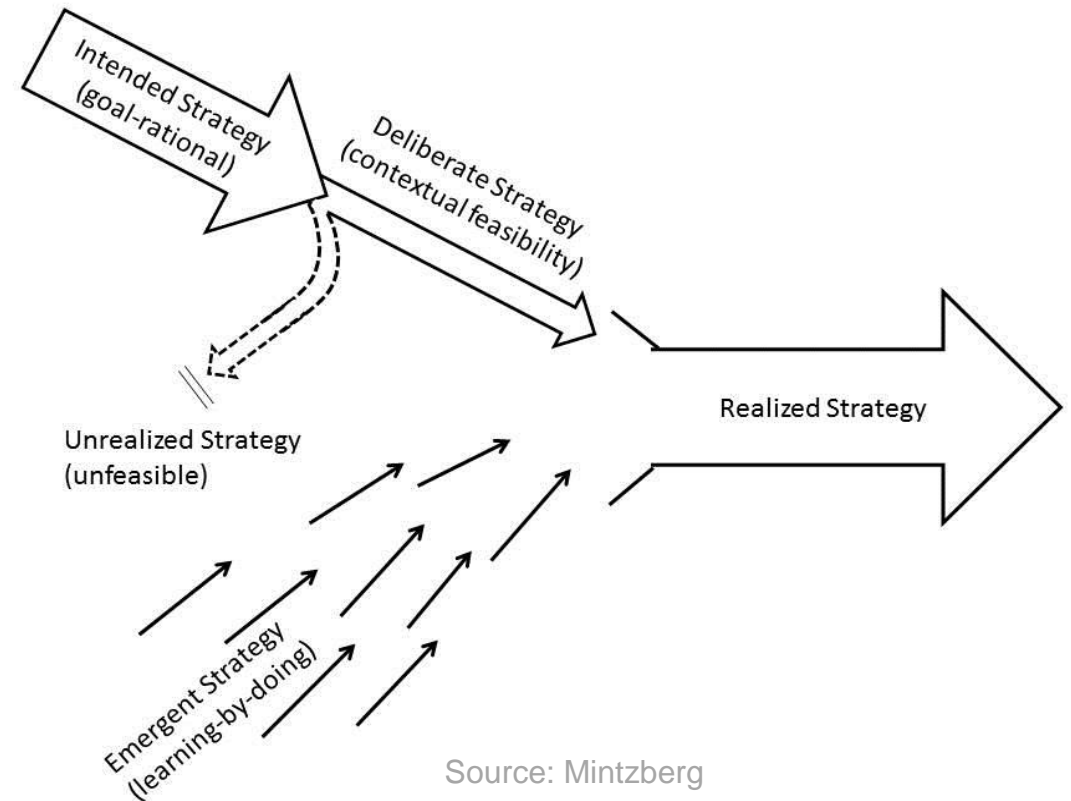 Intended Strategy
(goal-rational)
Deliberate Strategy
(contextual feasibility)
Realized Strategy
Unrealized Strategy
(unfeasible)
Emergent Strategy
(learning-by-doing)
Source: Mintzberg